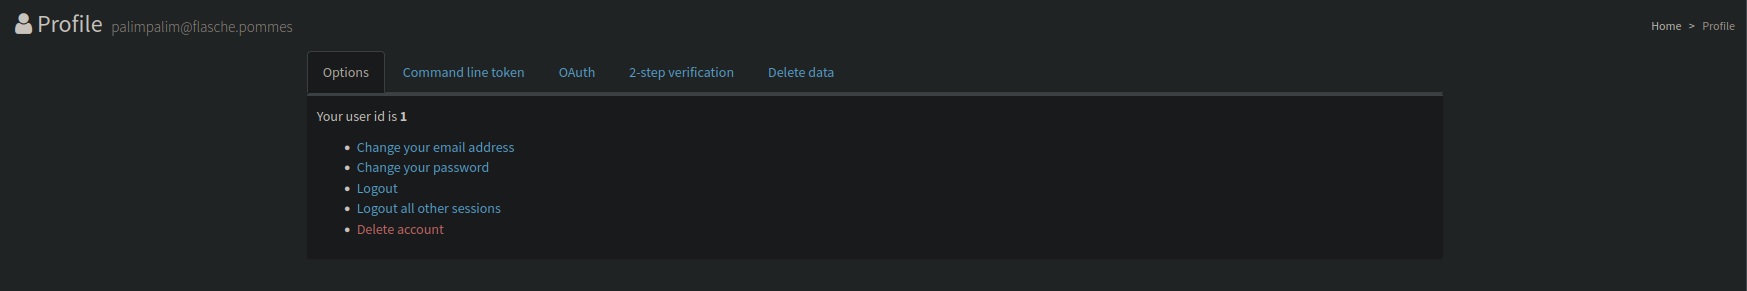 Profile palimpalim@flasche.pommes
Home > Profile
Options Command line token OAuth 2-step verification Delete data
Your user id is 1
Change your email address
Change your password
Logout
Logout all other sessions
Delete account